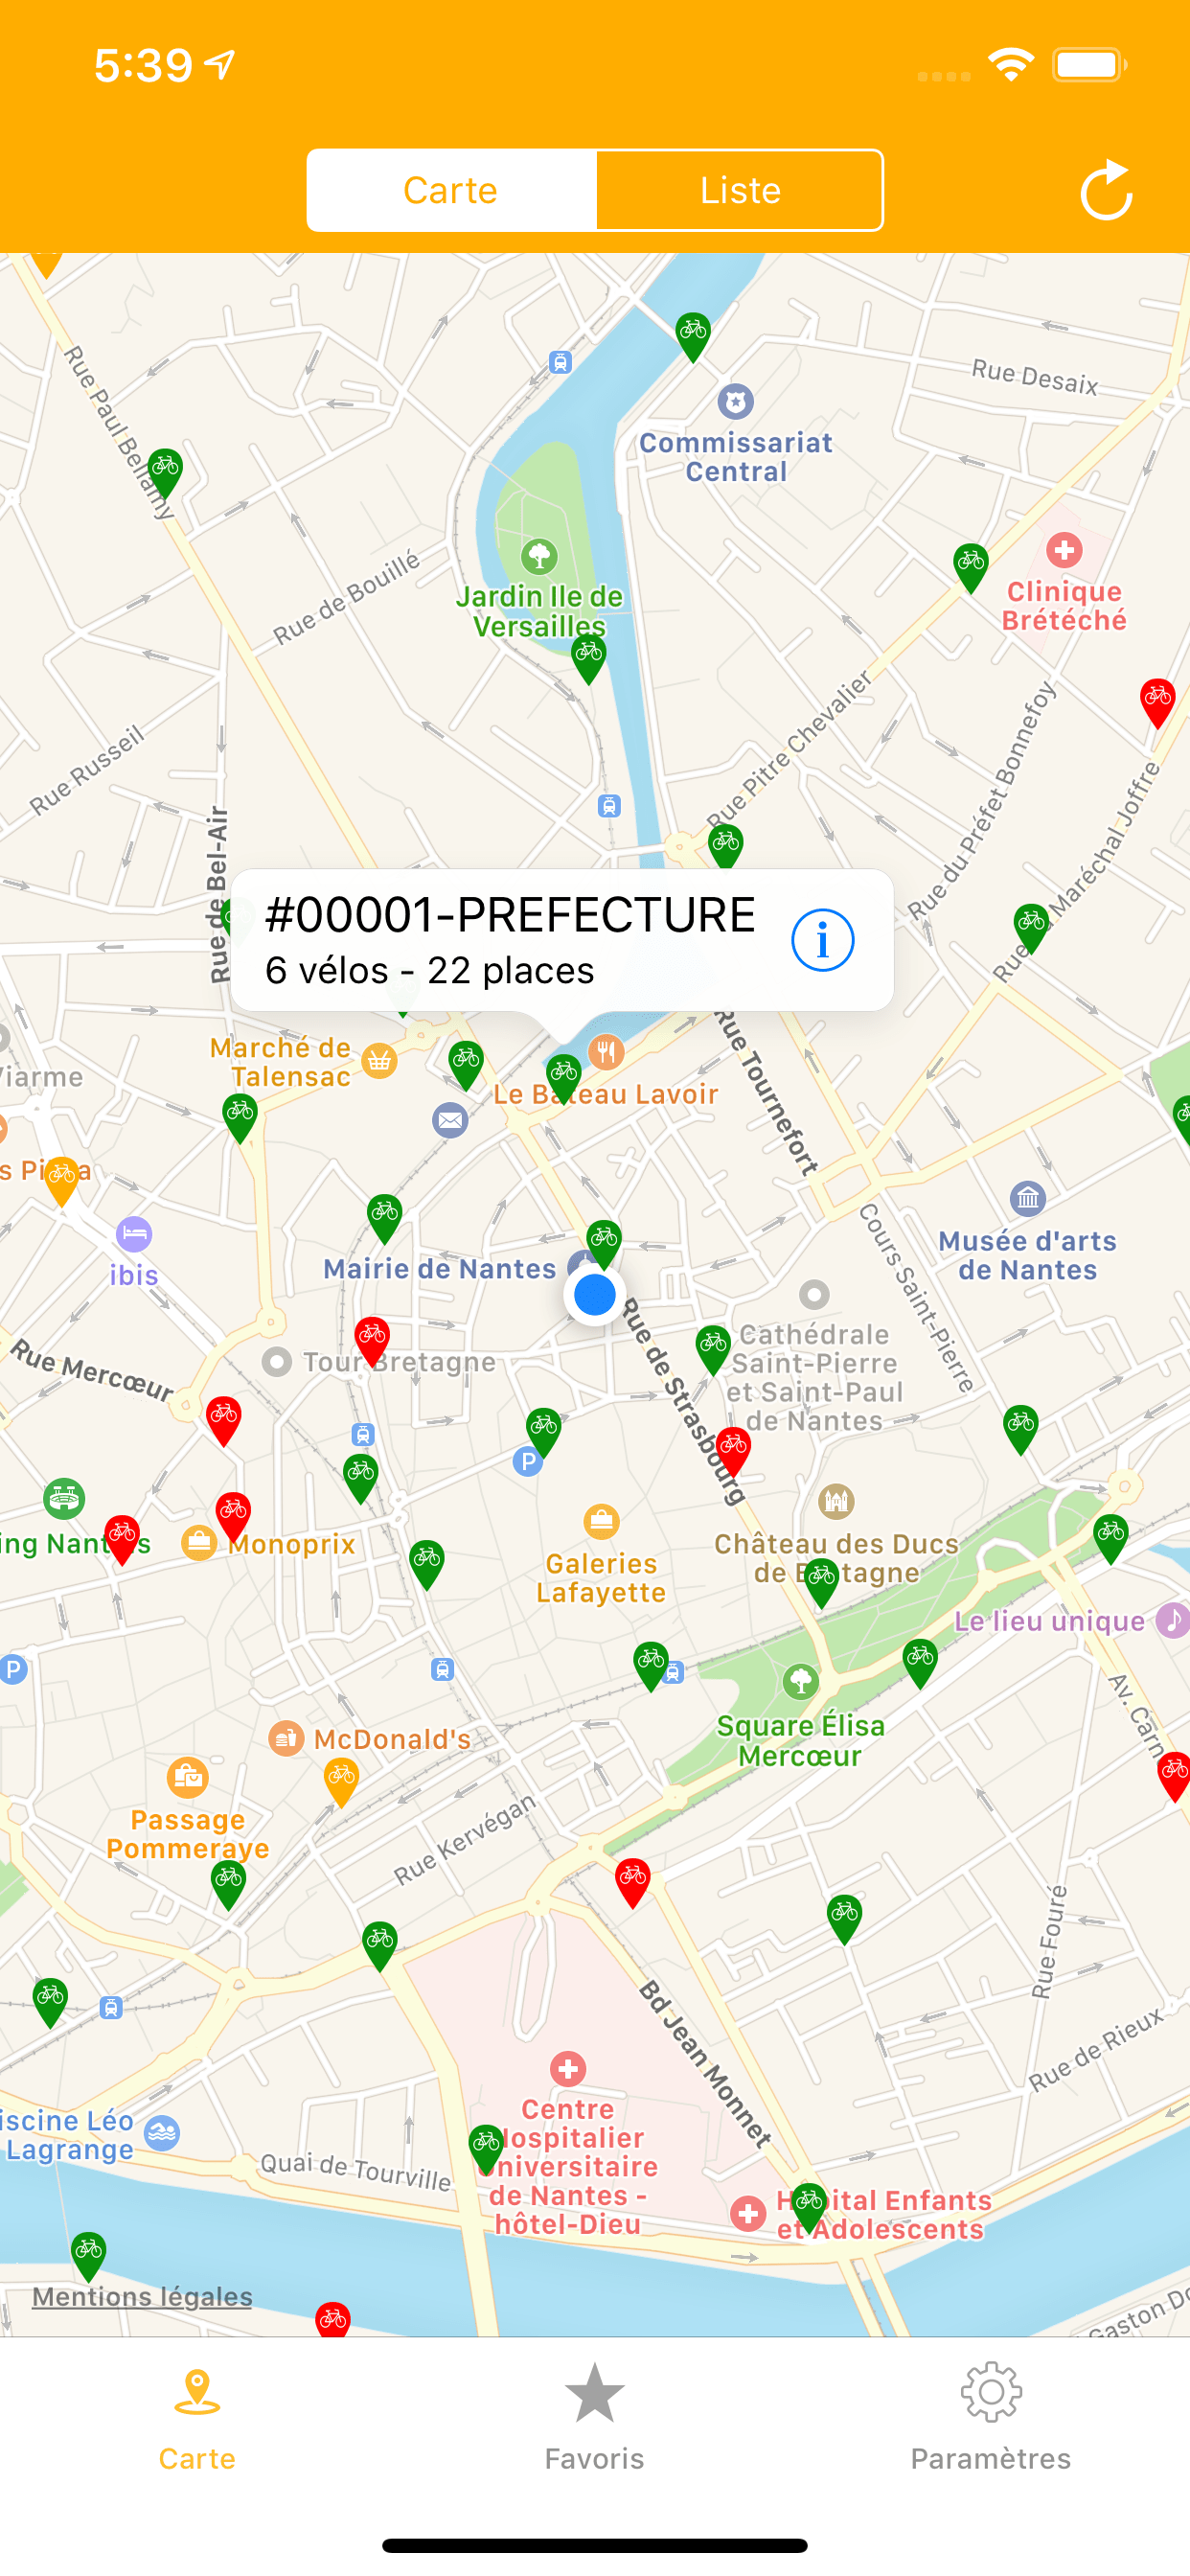 5:39
Carte
Liste
Rue Paul Bellamy
Rue Desaix
Commissariat
Central
Rue de Bouillé
Jardin Ile de
Versailles
Clinique
Brétéché
Rue Russeil
Rue Pitre Chevalier
Rue du Préfet Bonnefoy
Rue Maréchal Joffre
Rue de Bel-Air
#00001-PREFECTURE
6 vélos - 22 places
Marché de
Talensac
Viarme
Le Bateau Lavoir
Rue Tournefort
ibis
Mairie de Nantes
Musée d'arts
de Nantes
Cours Saint-Pierre
Rue Mercœur
Tour Bretagne
Rue de Strasbourg
Cathédrale
Saint-Pierre
et Saint-Paul
de Nantes
P
ing Nantes
Monoprix
Galeries
Lafayette
Château des Ducs
de Bretagne
Le lieu unique
P
McDonald's
Square Élisa
Mercœur
Av. Carn
Passage
Pommeraye
Rue Kervégan
Rue Fouré
Bd Jean Monnet
Rue de Rieux
iscine Léo
Lagrange
Quai de Tourville
Centre
Hospitalier
Universitaire
de Nantes -
hôtel-Dieu
Hôpital Enfants
et Adolescents
Mentions légales
Gaston Do
Carte
Favoris
Paramètres